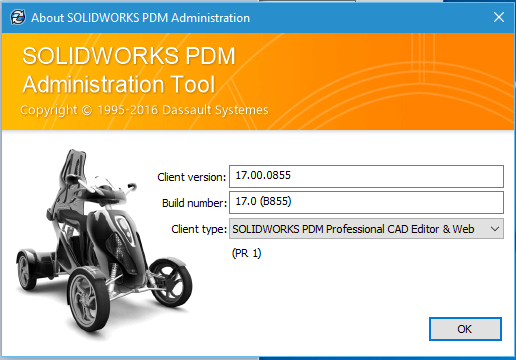 About SOLIDWORKS PDM Administration
SOLIDWORKS PDM
Administration Tool
Copyright © 1995-2016 Dassault Systemes
Client version: 17.00.0855
Build number: 17.0 (B855)
Client type: SOLIDWORKS PDM Professional CAD Editor & Web
(PR 1)
OK